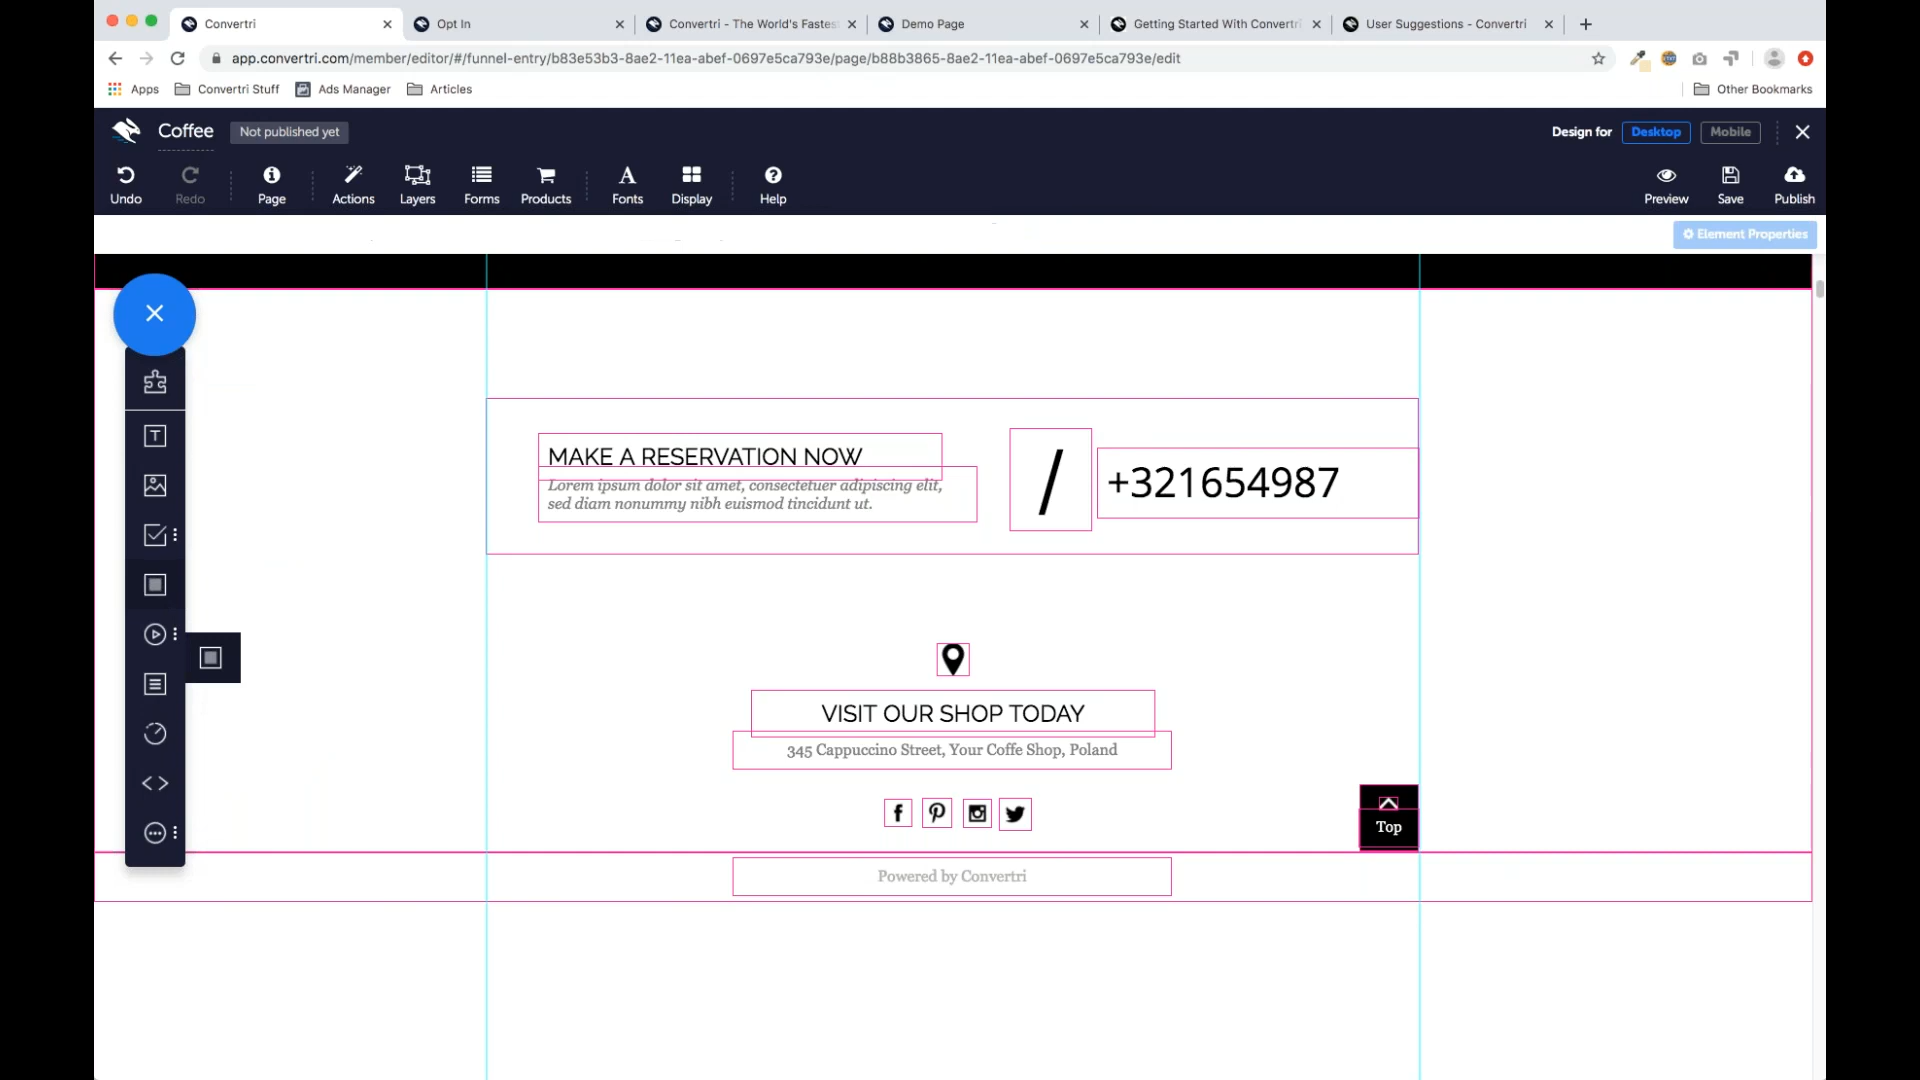 Convertri
Opt In
Convertri - The World's Fastes
Demo Page
Getting Started With Convertri
User Suggestions - Convertri
app.convertri.com/member/editor/#/funnel-entry/b83e53b3-8ae2-11ea-abef-0697e5ca793e/page/b88b3865-8ae2-11ea-abef-0697e5ca793e/edit
Apps
Convertri Stuff
Ads Manager
Articles
Other Bookmarks
Coffee
Not published yet
Design for
Desktop
Mobile
Undo
Redo
Page
Actions
Layers
Forms
Products
Fonts
Display
Help
Preview
Save
Publish
Element Properties
MAKE A RESERVATION NOW
Lorem ipsum dolor sit amet, consectetuer adipiscing elit,
sed diam nonummy nibh euismod tincidunt ut.
/
+321654987
VISIT OUR SHOP TODAY
345 Cappuccino Street, Your Coffe Shop, Poland
Top
Powered by Convertri